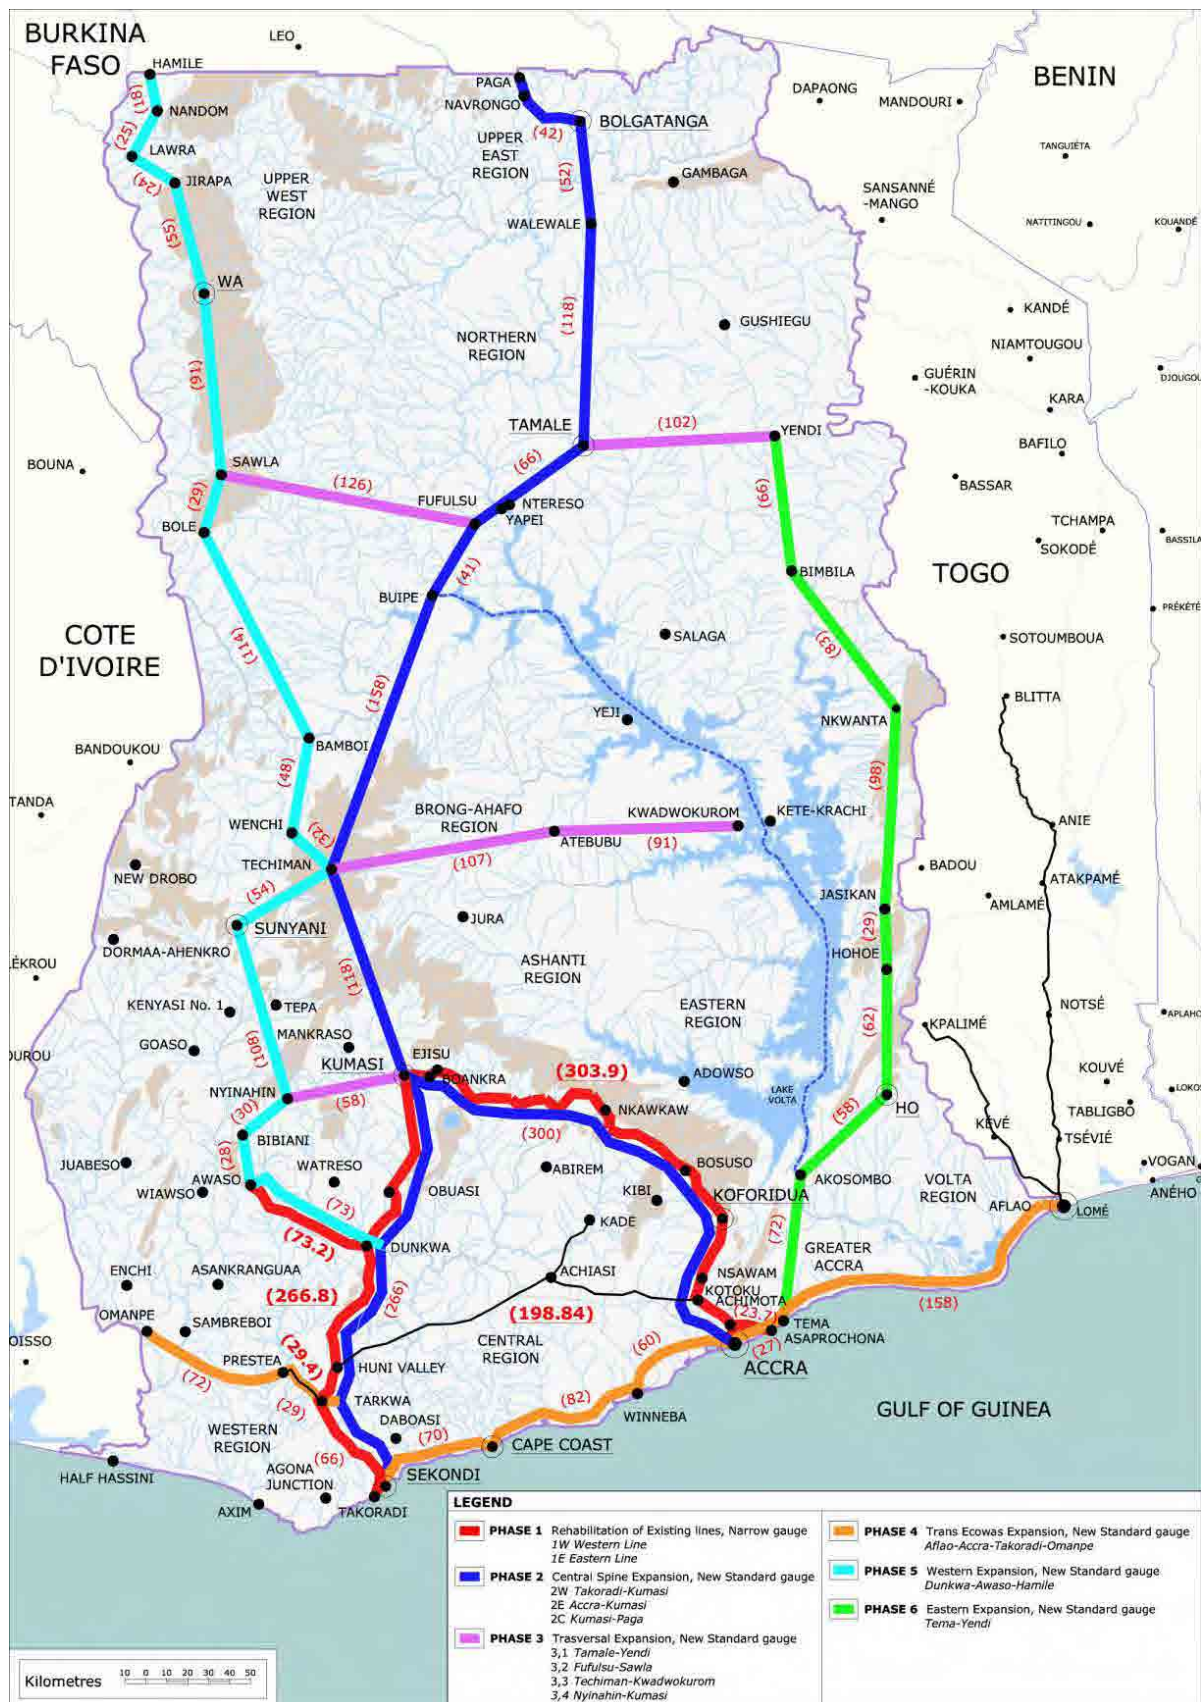 BURKINA
FASO
LEO
HAMILE
(18)
NANDOM
(25)
LAWRA
(24)
JIRAPA
UPPER
WEST
REGION
(55)
WA
(91)
PAGA
NAVRONGO
(42)
BOLGATANGA
UPPER
EAST
REGION
(52)
GAMBAGA
WALEWALE
(118)
GUSHIEGU
NORTHERN
REGION
DAPAONG
MANDOURI
BENIN
TANGUIÉTA
SANSANNÉ
-MANGO
NATITINGOU
KOUANDÉ
KANDÉ
NIAMTOUGOU
GUÉRIN
-KOUKA
DJOUGOU
KARA
BAFILO
BASSAR
TCHAMPA
SOKODÉ
BASSILA
TOGO
PRÉKÉTÉ
SOTOUMBOUA
BLITTA
ANIE
BADOU
ATAKPAMÉ
AMLAMÉ
NOTSÉ
KPALIMÉ
APLAHO
KOUVÉ
LOKOS
TABLIGBO
KÉVÉ
TSÉVIÉ
VOGAN
ANÉHO
LOMÉ
AFLAO
TAMALE
(102)
YENDI
(66)
(66)
BOUNA
SAWLA
(126)
FUFULSU
NTERESO
YAPEI
(29)
BOLE
(41)
BUIPE
BIMBILA
(83)
SALAGA
COTE
D'IVOIRE
(114)
(158)
YEJI
NKWANTA
BAMBOI
BANDOUKOU
(48)
(98)
TANDA
WENCHI
(32)
BRONG-AHAFO
REGION
KWADWOKUROM
KETE-KRACHI
TECHIMAN
ATEBUBU
(91)
(107)
NEW DROBO
(54)
JASIKAN
SUNYANI
JURA
(29)
DORMAA-AHENKRO
HOHOE
(118)
ASHANTI
REGION
LÉKROU
KENYASI No. 1
TEPA
EASTERN
REGION
(62)
MANKRASO
GOASO
(108)
KUMASI
EJISU
BOANKRA
(303.9)
ADOWSO
LAKE
VOLTA
OUROU
NYINAHIN
(58)
NKAWKAW
HO
(30)
(300)
(58)
BIBIANI
JUABESO
(28)
WATRESO
ABIREM
BOSUSO
AKOSOMBO
VOLTA
REGION
AWASO
WIAWSO
OBUASI
KIBI
KOFORIDUA
(73)
KADE
(73.2)
DUNKWA
(72)
GREATER
ACCRA
ENCHI
ASANKRANGUAA
ACHIASI
NSAWAM
KOTOKU
ACHIMOTA
(266.8)
(266)
OMANPE
(198.84)
(23.7)
(158)
TEMA
ASAPROCHONA
OISSO
SAMBREBOI
CENTRAL
REGION
(60)
(27)
ACCRA
PRESTEA
(29.4)
HUNI VALLEY
(72)
(29)
TARKWA
(82)
WINNEBA
GULF OF GUINEA
WESTERN
REGION
DABOASI
(70)
CAPE COAST
(66)
HALF HASSINI
AGONA
JUNCTION
SEKONDI
AXIM
TAKORADI
LEGEND
PHASE 1 Rehabilitation of Existing lines, Narrow gauge
1W Western Line
1E Eastern Line
PHASE 2 Central Spine Expansion, New Standard gauge
2W Takoradi-Kumasi
2E Accra-Kumasi
2C Kumasi-Paga
PHASE 3 Trasversal Expansion, New Standard gauge
3,1 Tamale-Yendi
3,2 Fufulsu-Sawla
3,3 Techiman-Kwadwokurom
3,4 Nyinahin-Kumasi
PHASE 4 Trans Ecowas Expansion, New Standard gauge
Aflao-Accra-Takoradi-Omanpe
PHASE 5 Western Expansion, New Standard gauge
Dunkwa-Awaso-Hamile
PHASE 6 Eastern Expansion, New Standard gauge
Tema-Yendi
Kilometres
10 0 10 20 30 40 50